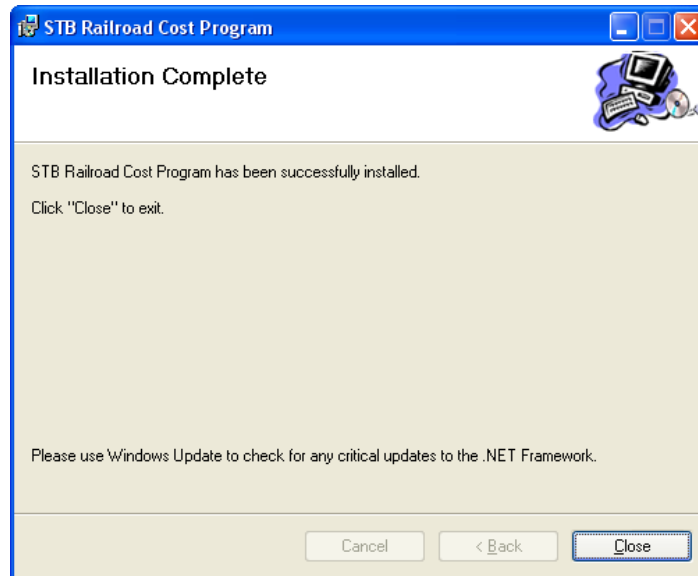 STB Railroad Cost Program
Installation Complete
STB Railroad Cost Program has been successfully installed.
Click "Close" to exit.
Please use Windows Update to check for any critical updates to the .NET Framework.
Cancel
< Back
Close